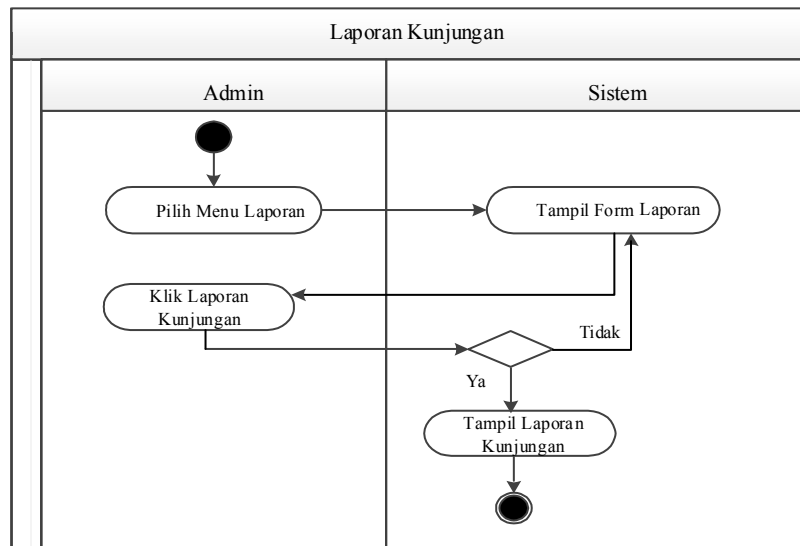 Laporan Kunjungan
Admin
Sistem
Pilih Menu Laporan
Tampil Form Laporan
Klik Laporan
Kunjungan
Tidak
Ya
Tampil Laporan
Kunjungan